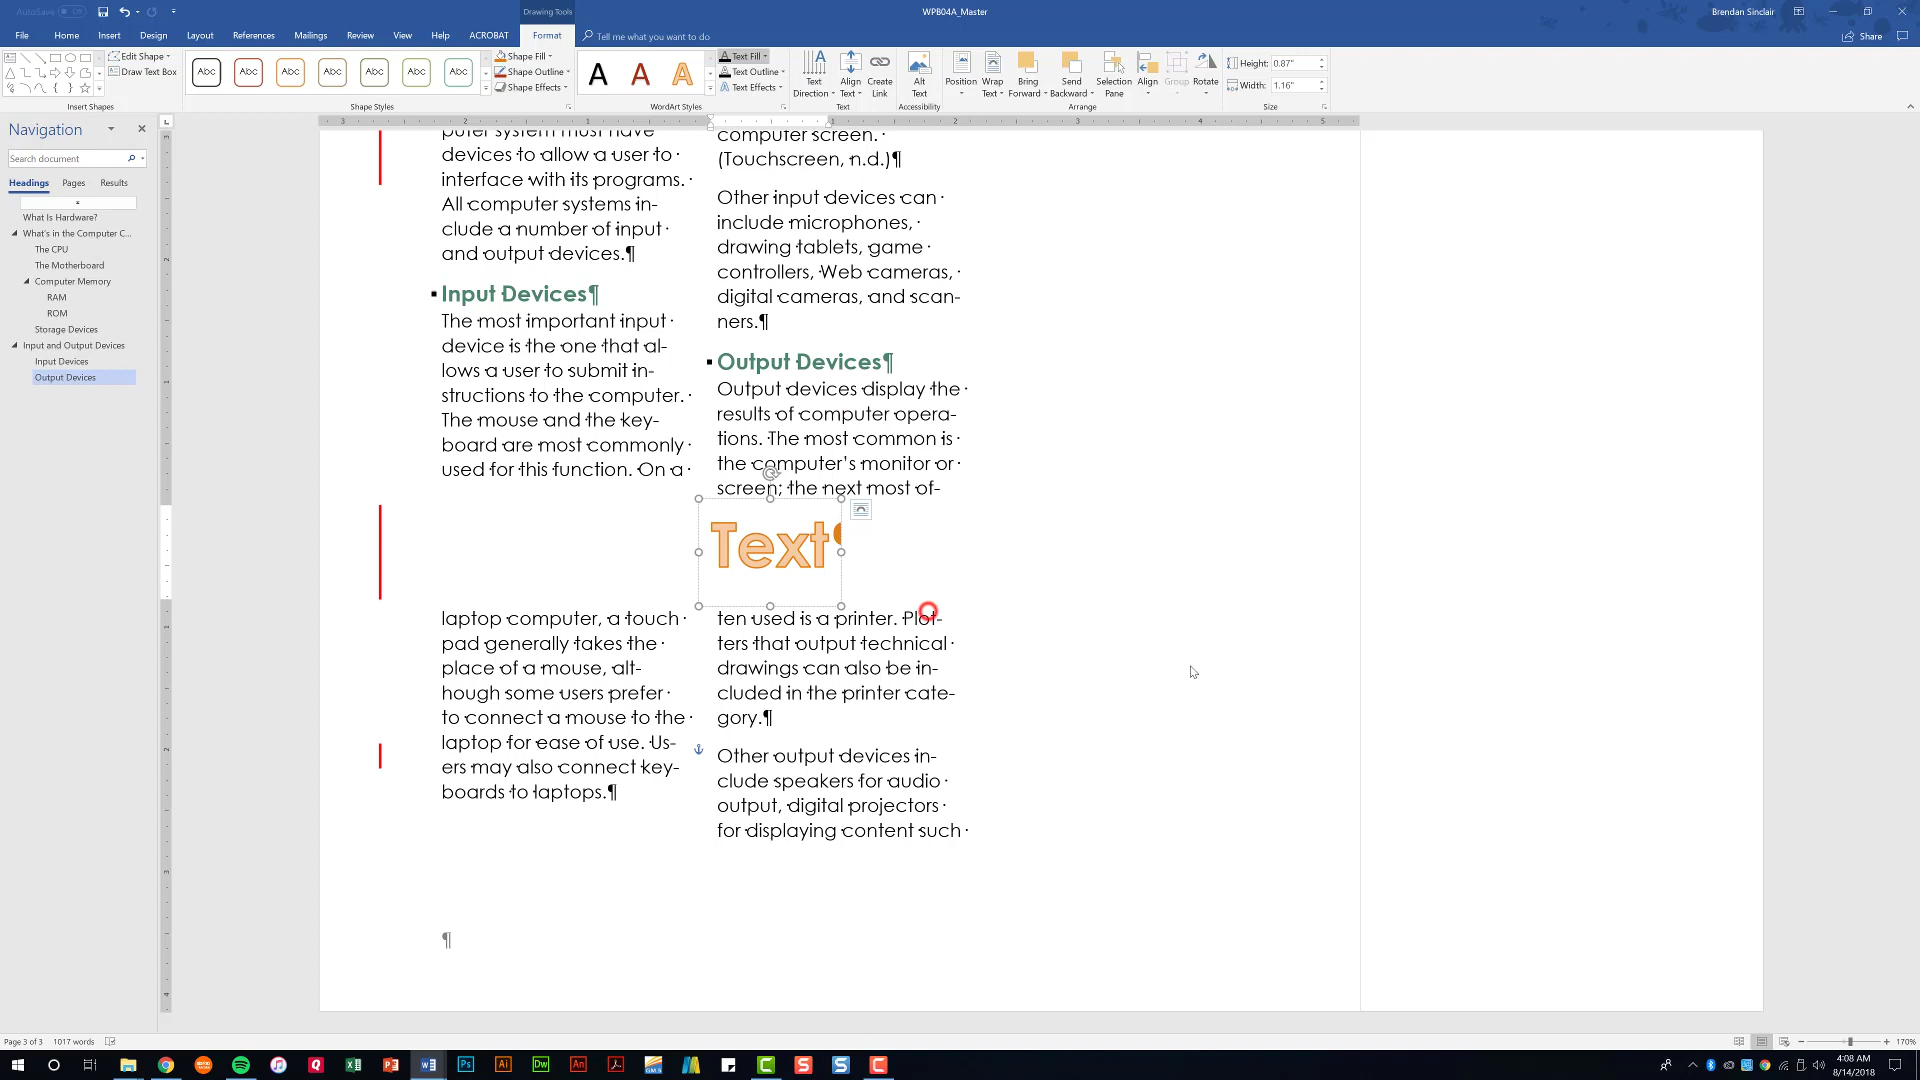 AutoSave
Drawing Tools
WPB04A_Master
Brendan Sinclair
File Home Insert Design Layout References Mailings Review View Help ACROBAT Format Tell me what you want to do
Share
Edit Shape
Draw Text Box
Insert Shapes
Abc Abc Abc Abc Abc Abc Abc
Shape Fill
Shape Outline
Shape Effects
Shape Styles
A A A
Text Fill
Text Outline
Text Effects
WordArt Styles
Text Direction
Align Text
Create Link
Text
Alt Text
Accessibility
Position
Wrap Text
Bring Forward
Send Backward
Selection Pane
Align
Group
Rotate
Arrange
Height: 0.87"
Width: 1.16"
Size
Navigation
Search document
Headings Pages Results
What Is Hardware?
What's in the Computer C...
The CPU
The Motherboard
Computer Memory
RAM
ROM
Storage Devices
Input and Output Devices
Input Devices
Output Devices
puter system must have
devices to allow a user to
interface with its programs.
All computer systems in-
clude a number of input
and output devices.¶
Input Devices¶
The most important input
device is the one that al-
lows a user to submit in-
structions to the computer.
The mouse and the key-
board are most commonly
used for this function. On a
laptop computer, a touch
pad generally takes the
place of a mouse, alt-
hough some users prefer
to connect a mouse to the
laptop for ease of use. Us-
ers may also connect key-
boards to laptops.¶
computer screen.
(Touchscreen, n.d.)¶
Other input devices can
include microphones,
drawing tablets, game
controllers, Web cameras,
digital cameras, and scan-
ners.¶
Output Devices¶
Output devices display the
results of computer opera-
tions. The most common is
the computer's monitor or
screen; the next most of-
Text
ten used is a printer. Plot-
ters that output technical
drawings can also be in-
cluded in the printer cate-
gory.¶
Other output devices in-
clude speakers for audio
output, digital projectors
for displaying content such
¶
Page 3 of 3 1017 words
170%
4:08 AM
8/14/2018